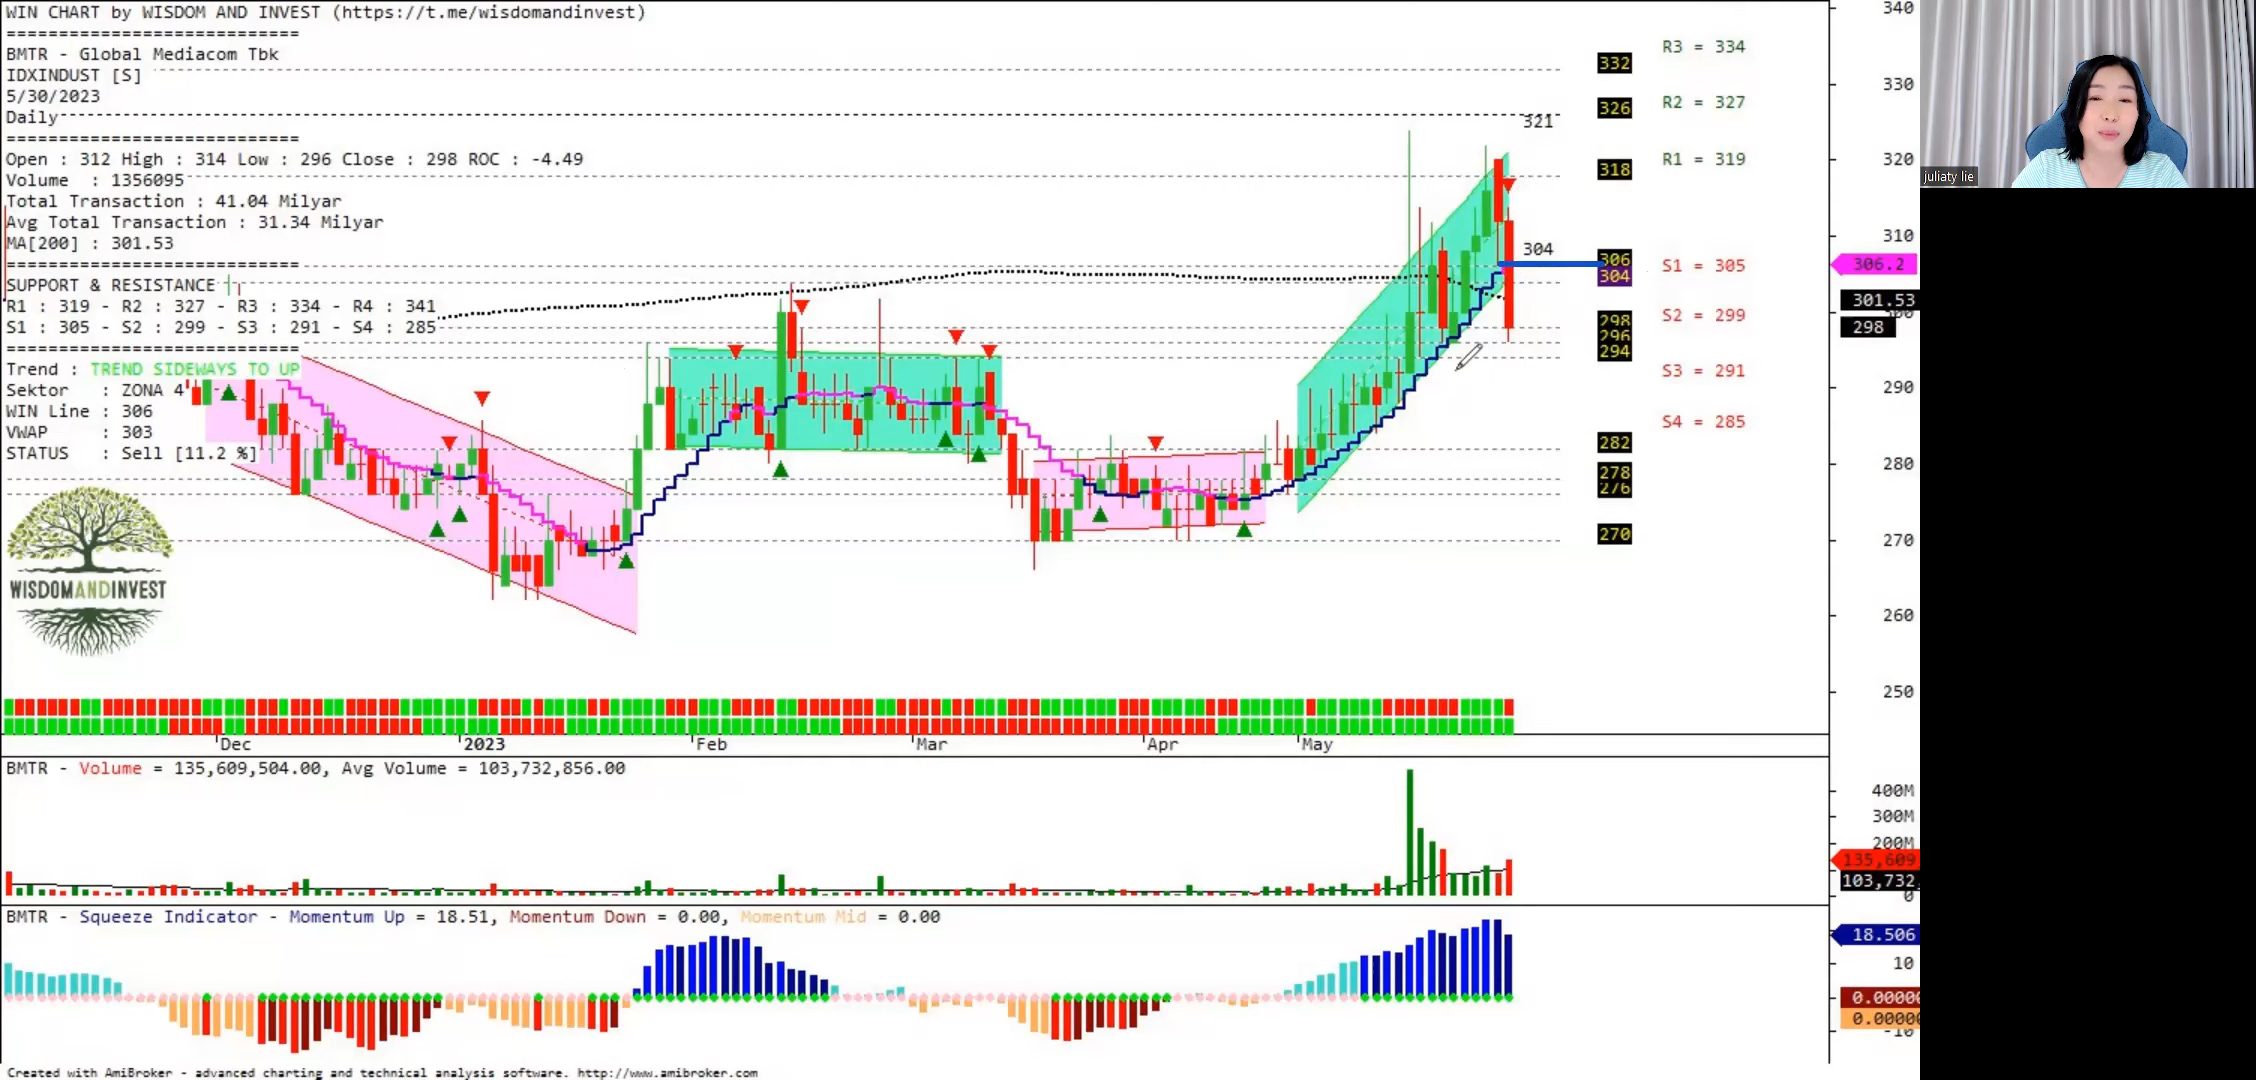 WIN CHART by WISDOM AND INVEST (https://t.me/wisdomandinvest)
============================
BMTR - Global Mediacom Tbk
IDXINDUST [S]
5/30/2023
Daily
============================
Open : 312 High : 314 Low : 296 Close : 298 ROC : -4.49
Volume : 1356095
Total Transaction : 41.04 Milyar
Avg Total Transaction : 31.34 Milyar
MA[200] : 301.53
============================
SUPPORT & RESISTANCE
R1 : 319 - R2 : 327 - R3 : 334 - R4 : 341
S1 : 305 - S2 : 299 - S3 : 291 - S4 : 285
============================
Trend : TREND SIDEWAYS TO UP
Sektor : ZONA 4
WIN Line : 306
VWAP : 303
STATUS : Sell [11.2 %]
WISDOMANDINVEST
321
304
332
326
318
306
304
298
296
294
282
278
276
270
R3 = 334
R2 = 327
R1 = 319
S1 = 305
S2 = 299
S3 = 291
S4 = 285
340
330
320
310
306.2
301.53
300
298
290
280
270
260
250
juliaty lie
Dec
2023
Feb
Mar
Apr
May
BMTR - Volume = 135,609,504.00, Avg Volume = 103,732,856.00
400M
300M
200M
135,609
103,732
0
BMTR - Squeeze Indicator - Momentum Up = 18.51, Momentum Down = 0.00, Momentum Mid = 0.00
18.506
10
0.0000
0.0000
-10
Created with AmiBroker - advanced charting and technical analysis software. http://www.amibroker.com